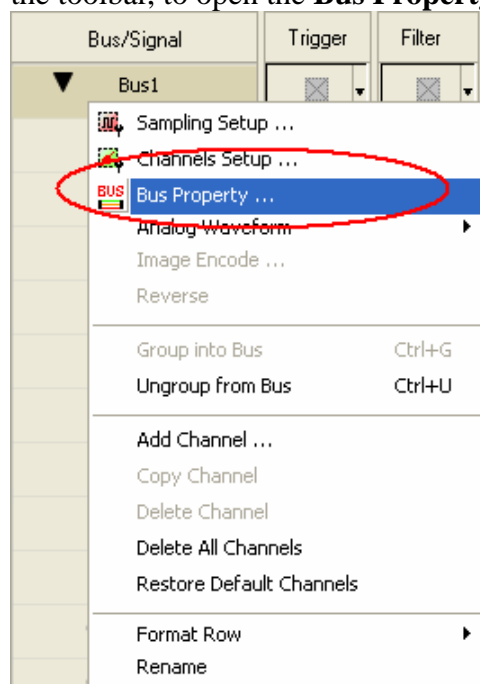 the toolbar, to open the Bus Property
Bus/Signal Trigger Filter
Bus1
Sampling Setup ...
Channels Setup ...
BUS Bus Property ...
Analog Waveform
Image Encode ...
Reverse
Group into Bus Ctrl+G
Ungroup from Bus Ctrl+U
Add Channel ...
Copy Channel
Delete Channel
Delete All Channels
Restore Default Channels
Format Row
Rename